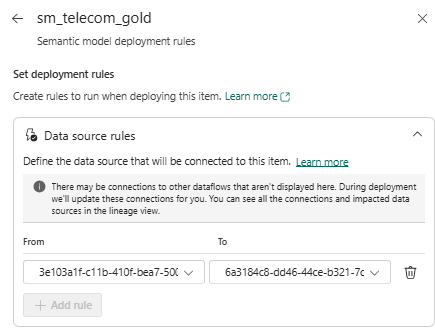 sm_telecom_gold
Semantic model deployment rules
Set deployment rules
Create rules to run when deploying this item. Learn more
Data source rules
Define the data source that will be connected to this item. Learn more
There may be connections to other dataflows that aren't displayed here. During deployment
we'll update these connections for you. You can see all the connections and impacted data
sources in the lineage view.
From To
3e103a1f-c11b-410f-bea7-50( 6a3184c8-dd46-44ce-b321-7c
Add rule